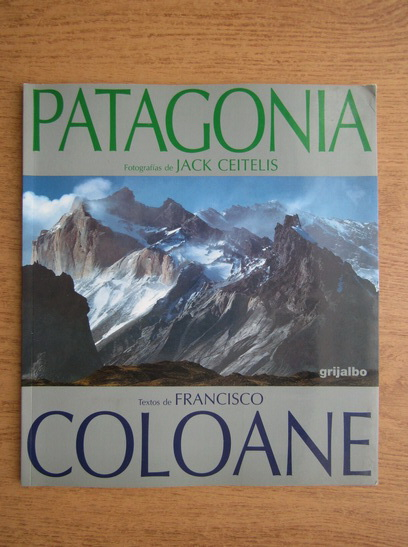 PATAGONIA
Fotografías de JACK CEITELIS
grijalbo
Textos de FRANCISCO
COLOANE